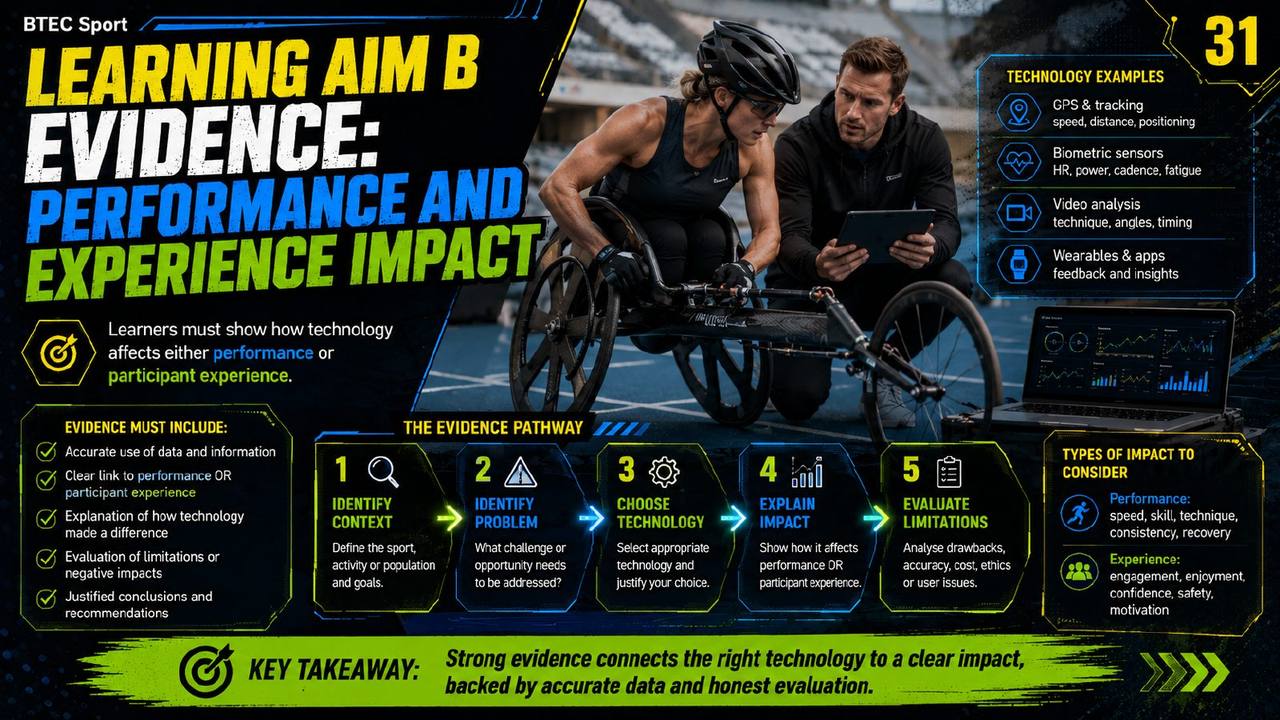 BTEC Sport
31
LEARNING AIM B
EVIDENCE:
PERFORMANCE AND
EXPERIENCE IMPACT
Learners must show how technology
affects either performance or
participant experience.
TECHNOLOGY EXAMPLES
GPS & tracking
speed, distance, positioning
Biometric sensors
HR, power, cadence, fatigue
Video analysis
technique, angles, timing
Wearables & apps
feedback and insights
EVIDENCE MUST INCLUDE:
Accurate use of data and information
Clear link to performance OR
participant experience
Explanation of how technology
made a difference
Evaluation of limitations or
negative impacts
Justified conclusions and
recommendations
THE EVIDENCE PATHWAY
1
IDENTIFY
CONTEXT
Define the sport,
activity or population
and goals.
2
IDENTIFY
PROBLEM
What challenge or
opportunity needs
to be addressed?
3
CHOOSE
TECHNOLOGY
Select appropriate
technology and
justify your choice.
4
EXPLAIN
IMPACT
Show how it affects
performance OR
participant experience.
5
EVALUATE
LIMITATIONS
Analyse drawbacks,
accuracy, cost, ethics
or user issues.
TYPES OF IMPACT TO
CONSIDER
Performance:
speed, skill, technique,
consistency, recovery
Experience:
engagement, enjoyment,
confidence, safety,
motivation
KEY TAKEAWAY:
Strong evidence connects the right technology to a clear impact,
backed by accurate data and honest evaluation.